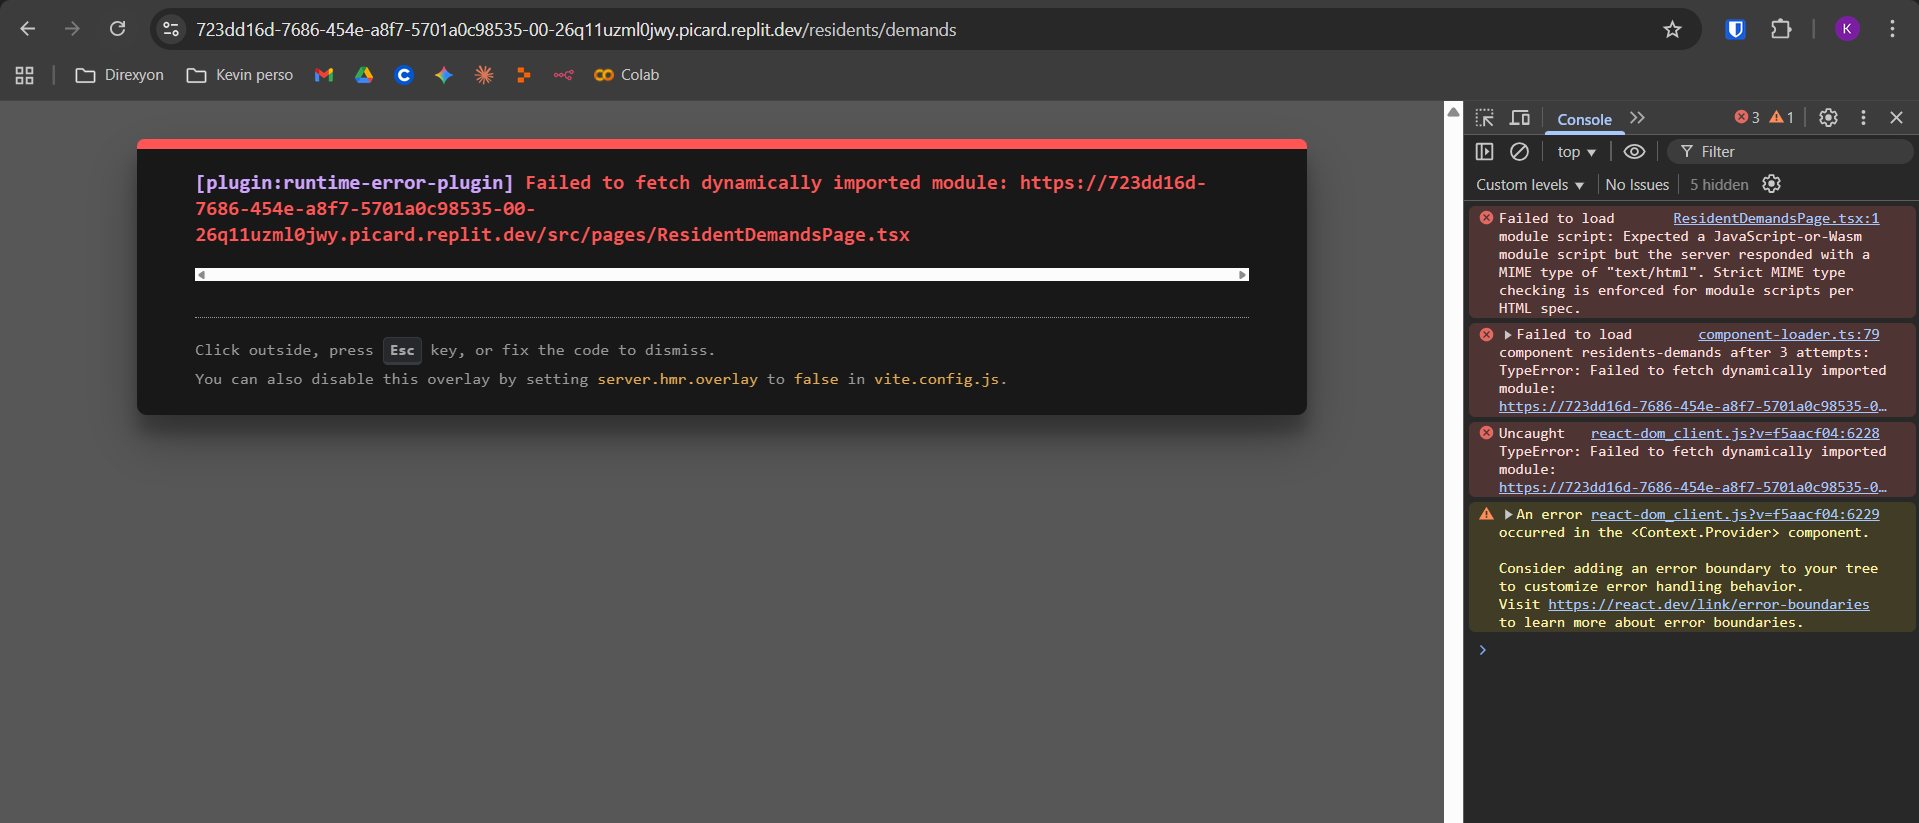 723dd16d-7686-454e-a8f7-5701a0c98535-00-26q11uzml0jwy.picard.replit.dev/residents/demands
K
Direxyon
Kevin perso
Colab
[plugin:runtime-error-plugin] Failed to fetch dynamically imported module: https://723dd16d-
7686-454e-a8f7-5701a0c98535-00-
26q11uzml0jwy.picard.replit.dev/src/pages/ResidentDemandsPage.tsx
Click outside, press Esc key, or fix the code to dismiss.
You can also disable this overlay by setting server.hmr.overlay to false in vite.config.js.
Console
3
1
top
Filter
Custom levels
No Issues
5 hidden
Failed to load ResidentDemandsPage.tsx:1
module script: Expected a JavaScript-or-Wasm
module script but the server responded with a
MIME type of "text/html". Strict MIME type
checking is enforced for module scripts per
HTML spec.
Failed to load component-loader.ts:79
component residents-demands after 3 attempts:
TypeError: Failed to fetch dynamically imported
module:
https://723dd16d-7686-454e-a8f7-5701a0c98535-0…
Uncaught react-dom_client.js?v=f5aacf04:6228
TypeError: Failed to fetch dynamically imported
module:
https://723dd16d-7686-454e-a8f7-5701a0c98535-0…
An error react-dom_client.js?v=f5aacf04:6229
occurred in the <Context.Provider> component.
Consider adding an error boundary to your tree
to customize error handling behavior.
Visit https://react.dev/link/error-boundaries
to learn more about error boundaries.